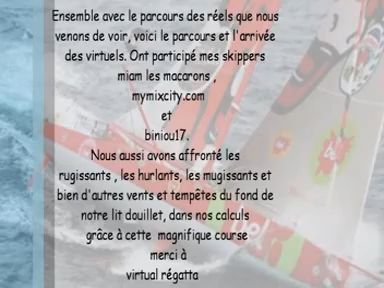 Ensemble avec le parcours des réels que nous
venons de voir, voici le parcours et l'arrivée
des virtuels. Ont participé mes skippers
miam les macarons ,
mymixcity.com
et
biniou17.
Nous aussi avons affronté les
rugissants , les hurlants, les mugissants et
bien d'autres vents et tempêtes du fond de
notre lit douillet, dans nos calculs
grâce à cette magnifique course
merci à
virtual régatta